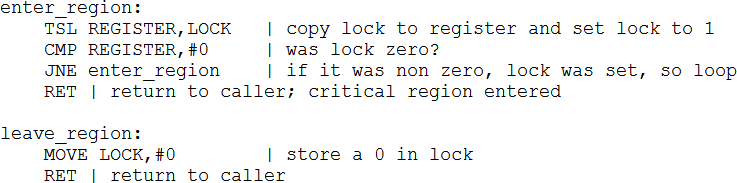 enter_region:
    TSL REGISTER,LOCK   | copy lock to register and set lock to 1
    CMP REGISTER,#0     | was lock zero?
    JNE enter_region    | if it was non zero, lock was set, so loop
    RET | return to caller; critical region entered

leave_region:
    MOVE LOCK,#0        | store a 0 in lock
    RET | return to caller